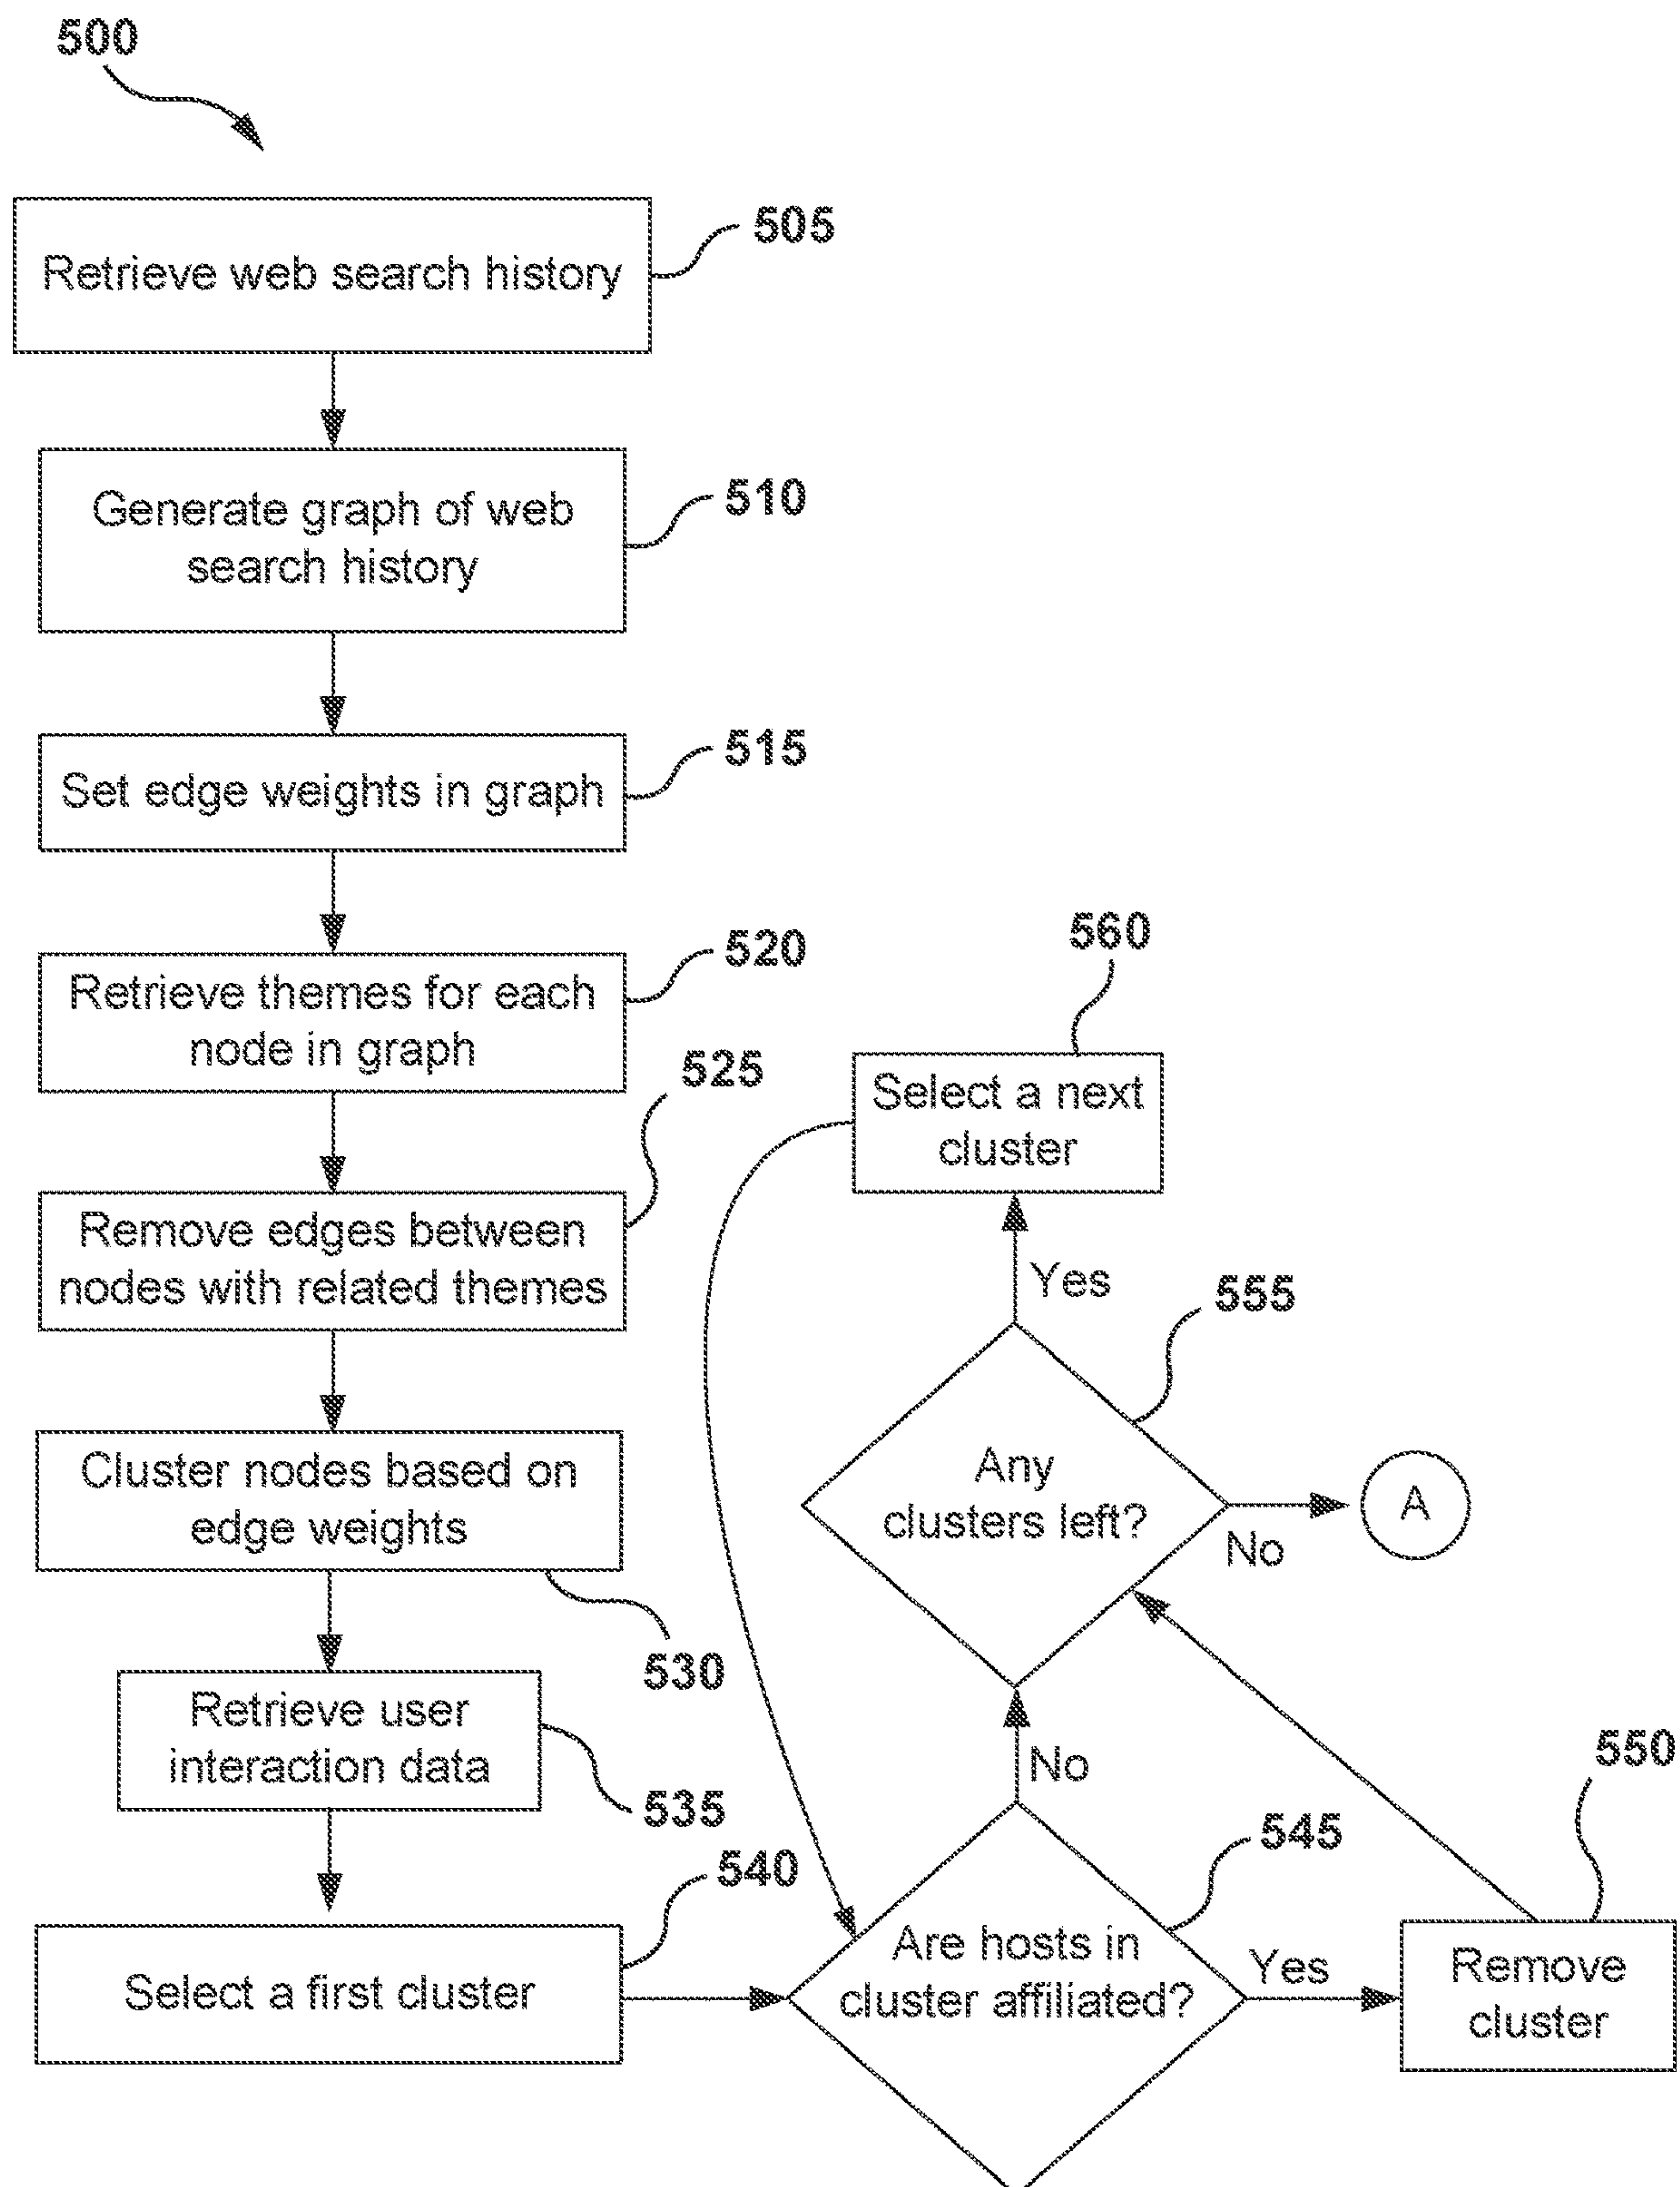 500
505
Retrieve web search history
510
Generate graph of web
search history
515
Set edge weights in graph
520
Retrieve themes for each
node in graph
525
Remove edges between
nodes with related themes
Cluster nodes based on
edge weights
530
Retrieve user
interaction data
535
540
Select a first cluster
560
Select a next
cluster
Yes
555
Any
clusters left?
No
A
No
545
Are hosts in
cluster affiliated?
Yes
550
Remove
cluster